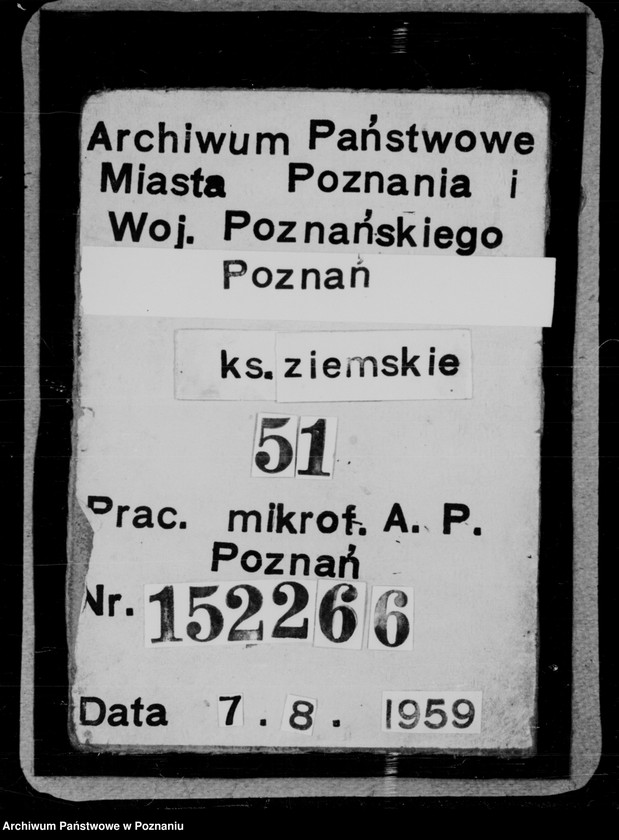 Archiwum Państwowe
Miasta Poznania i
Woj. Poznańskiego
Poznań
ks. ziemskie
51
Prac. mikrof. A. P.
Poznań
Nr. 152266
Data 7. 8. 1959
Archiwum Państwowe w Poznaniu